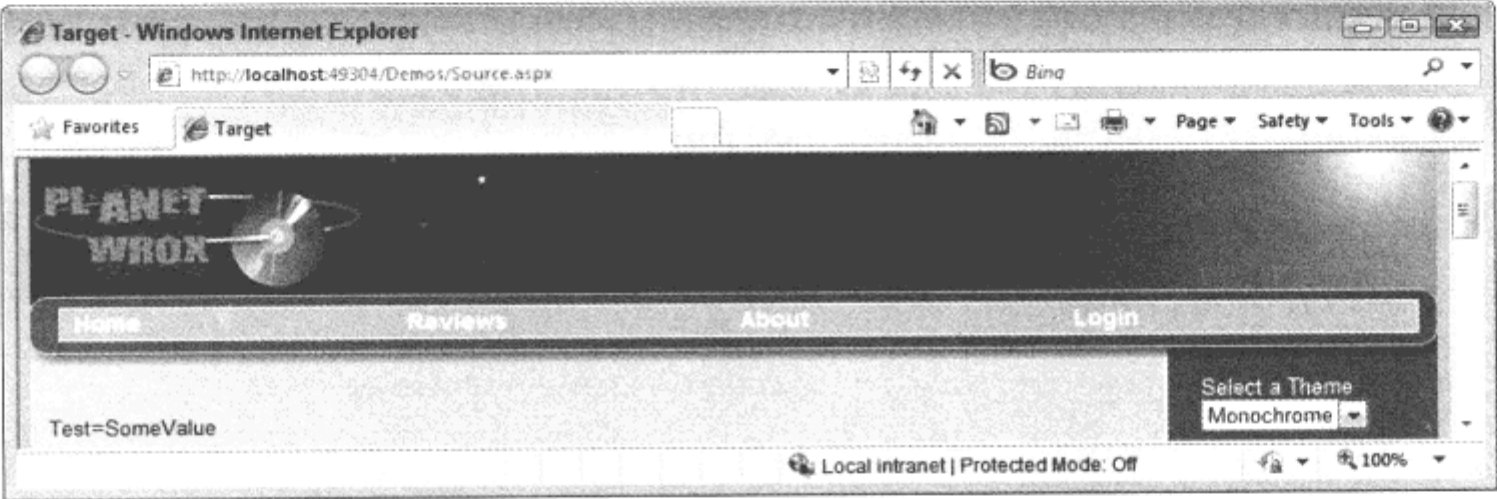 Target - Windows Internet Explorer
http://localhost:49304/Demos/Source.aspx
Bing
Favorites
Target
Page
Safety
Tools
PLANET
WROX
Home
Reviews
About
Login
Select a Theme
Monochrome
Test=SomeValue
Local intranet | Protected Mode: Off
100%